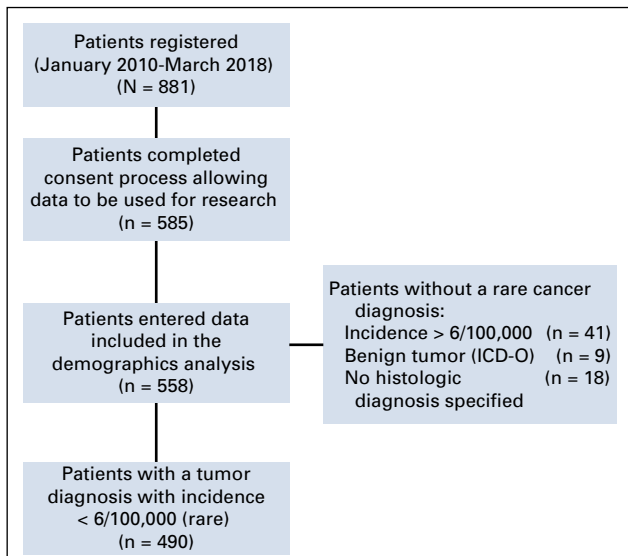 Patients registered
(January 2010-March 2018)
(N = 881)
Patients completed
consent process allowing
data to be used for research
(n = 585)
Patients entered data
included in the
demographics analysis
(n = 558)
Patients without a rare cancer
diagnosis:
Incidence > 6/100,000 (n = 41)
Benign tumor (ICD-O) (n = 9)
No histologic (n = 18)
diagnosis specified
Patients with a tumor
diagnosis with incidence
< 6/100,000 (rare)
(n = 490)